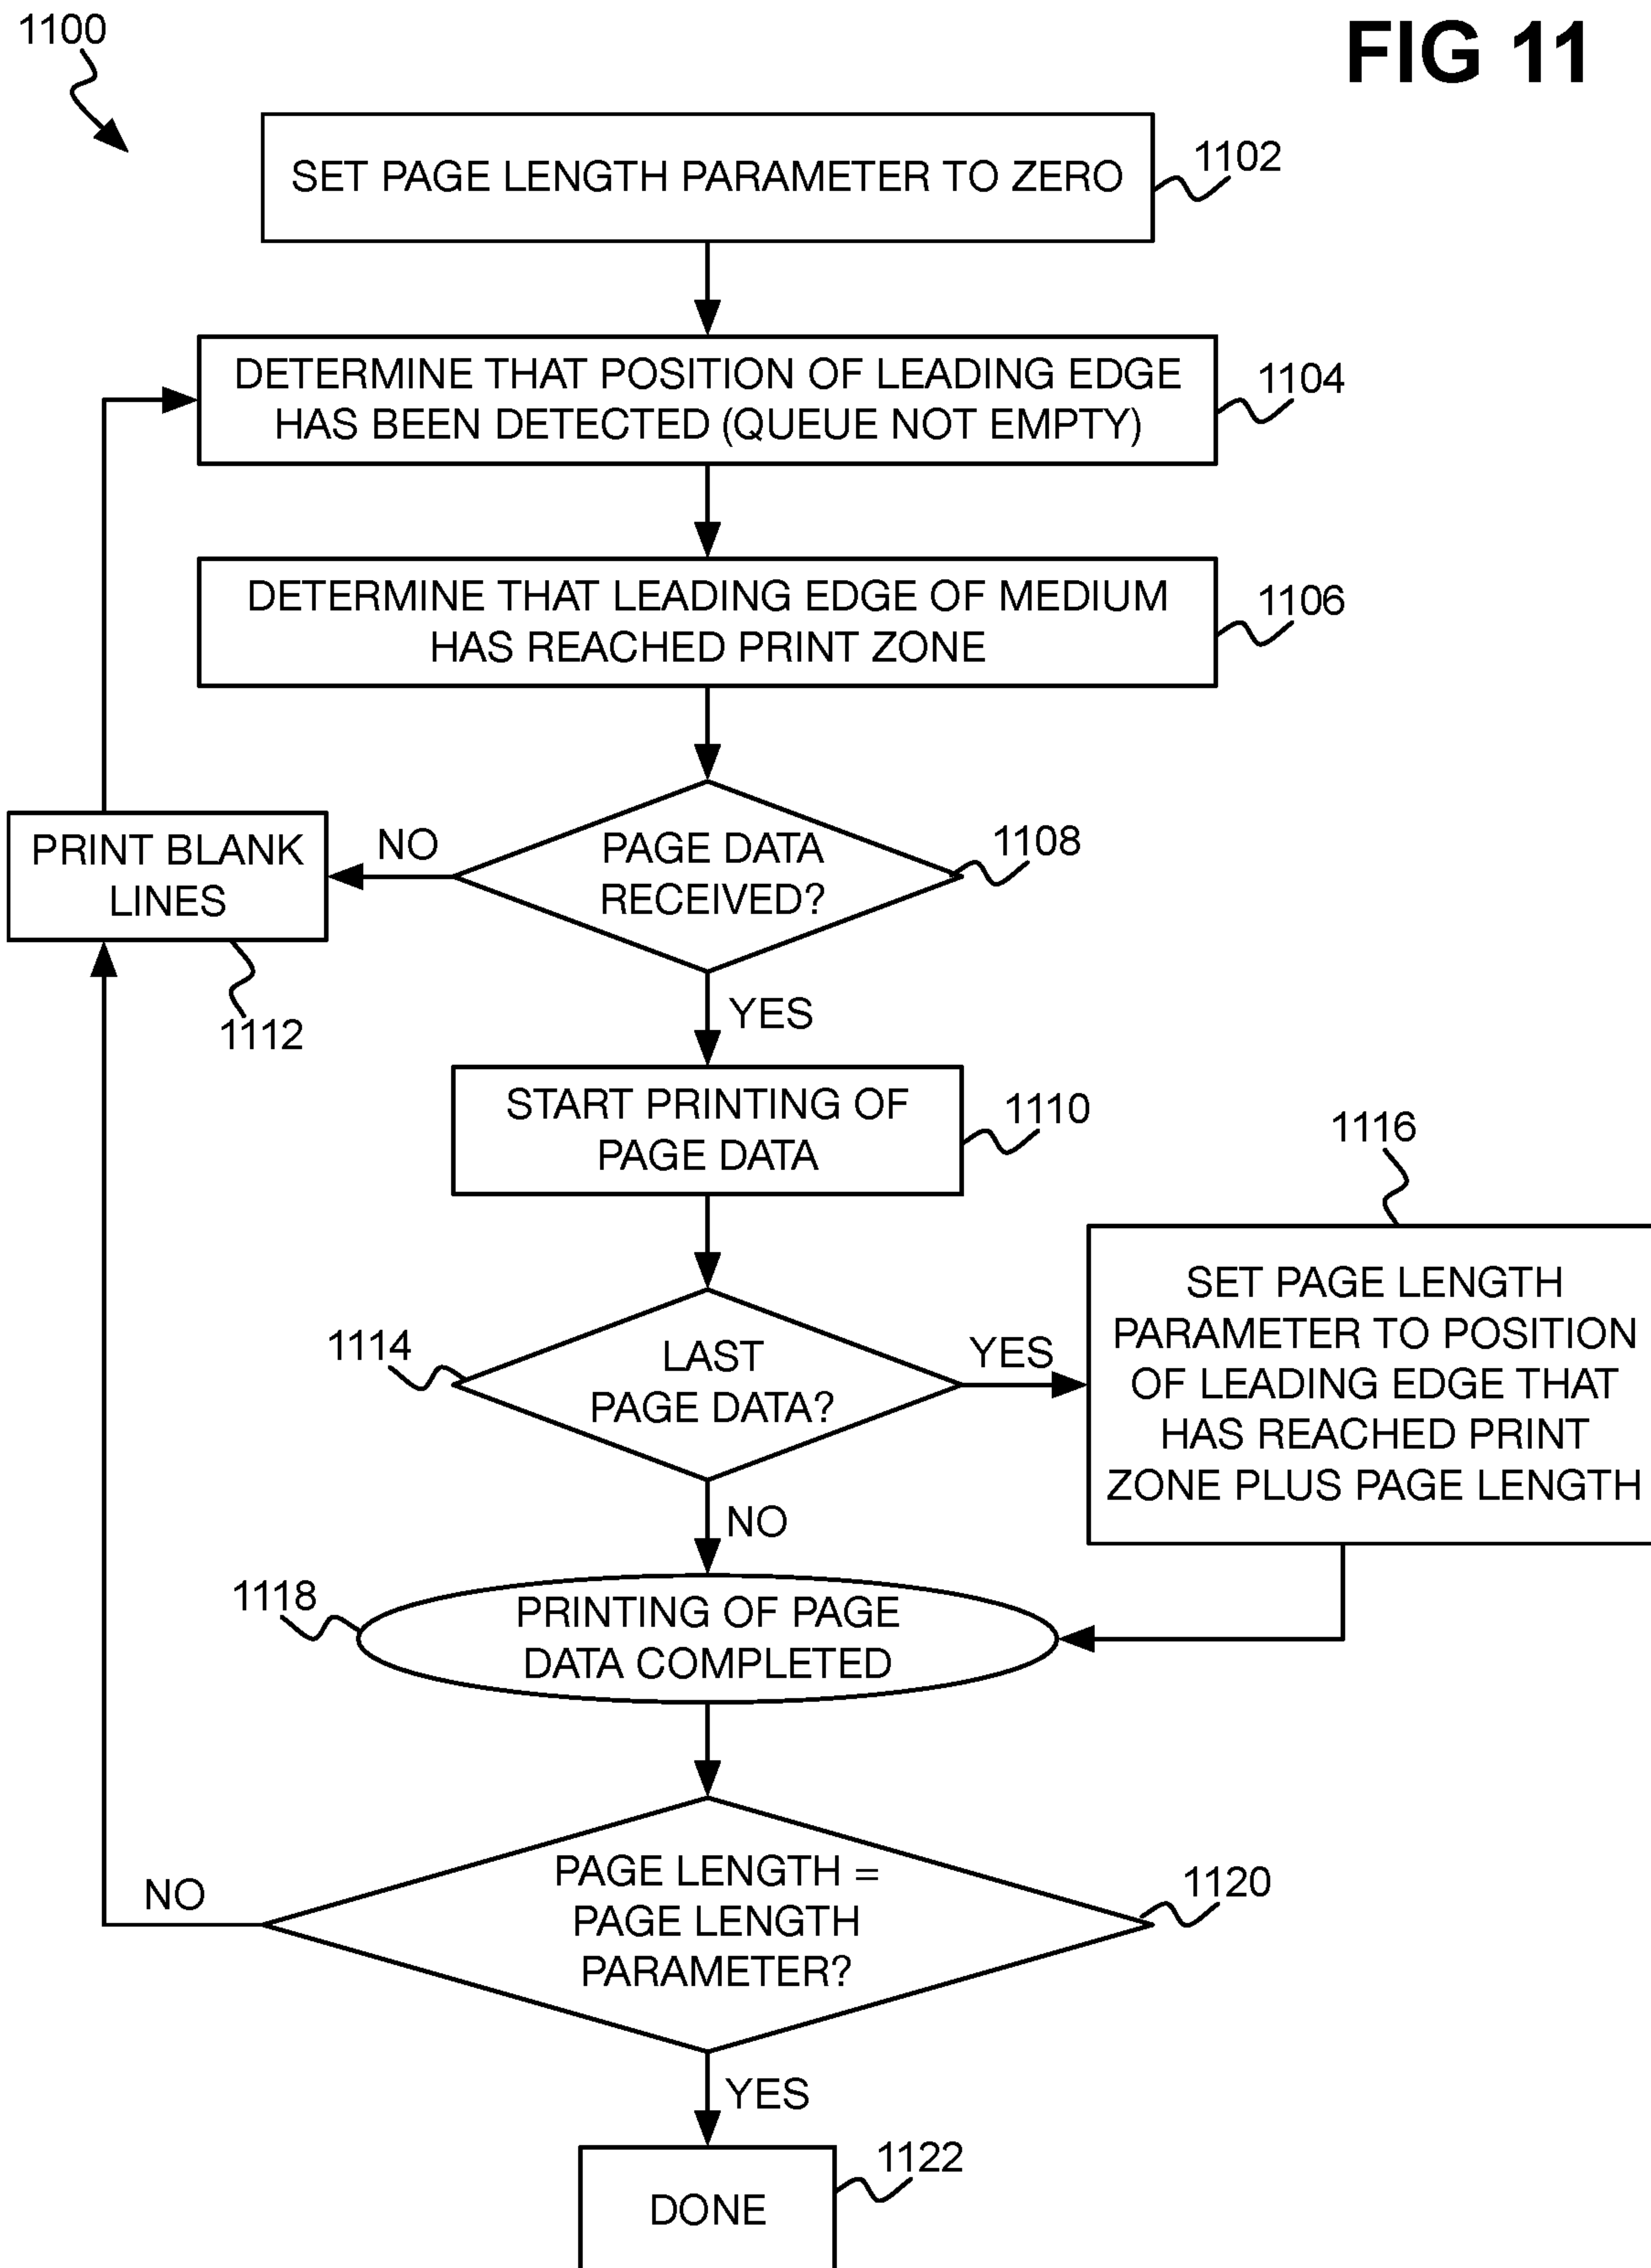 1100
FIG 11
SET PAGE LENGTH PARAMETER TO ZERO
1102
DETERMINE THAT POSITION OF LEADING EDGE
HAS BEEN DETECTED (QUEUE NOT EMPTY)
1104
DETERMINE THAT LEADING EDGE OF MEDIUM
HAS REACHED PRINT ZONE
1106
PAGE DATA
RECEIVED?
1108
NO
PRINT BLANK
LINES
1112
YES
START PRINTING OF
PAGE DATA
1110
1116
1114
LAST
PAGE DATA?
YES
SET PAGE LENGTH
PARAMETER TO POSITION
OF LEADING EDGE THAT
HAS REACHED PRINT
ZONE PLUS PAGE LENGTH
NO
1118
PRINTING OF PAGE
DATA COMPLETED
NO
PAGE LENGTH =
PAGE LENGTH
PARAMETER?
1120
YES
1122
DONE